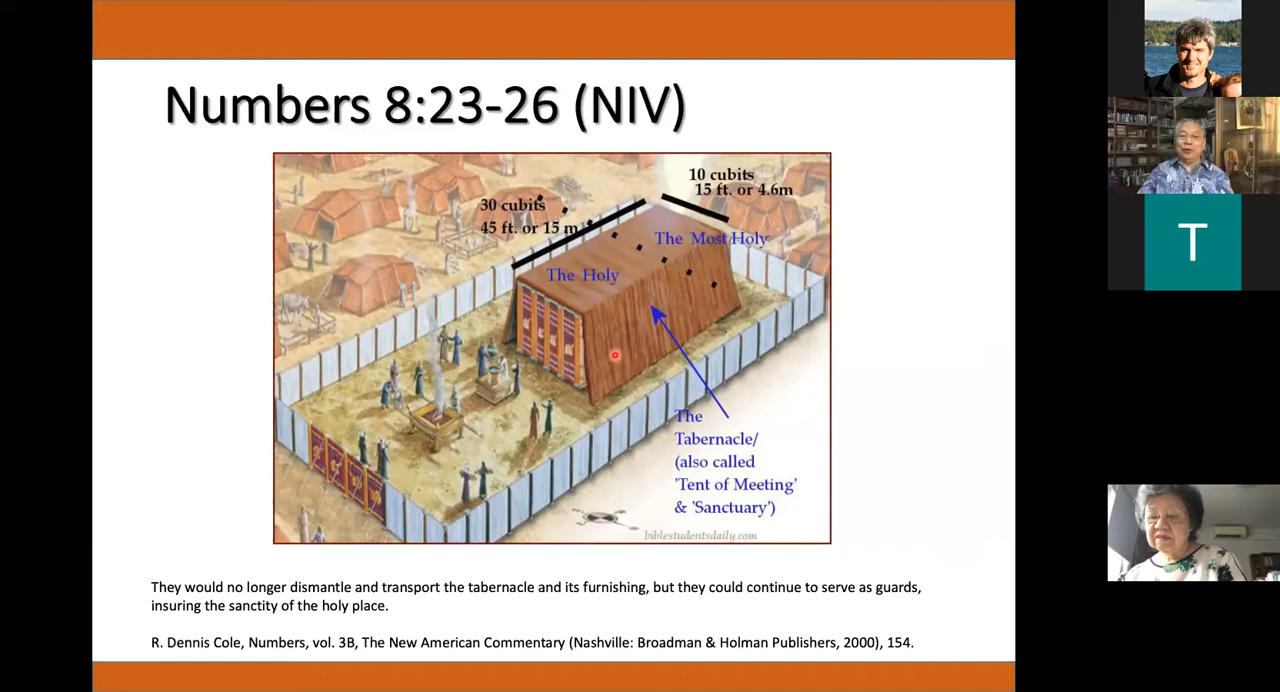 Numbers 8:23-26 (NIV)
10 cubits
15 ft. or 4.6m
30 cubits
45 ft. or 15 m
The Most Holy
The Holy
The
Tabernacle/
(also called
'Tent of Meeting'
& 'Sanctuary')
biblestudentsdaily.com
They would no longer dismantle and transport the tabernacle and its furnishing, but they could continue to serve as guards,
insuring the sanctity of the holy place.
R. Dennis Cole, Numbers, vol. 3B, The New American Commentary (Nashville: Broadman & Holman Publishers, 2000), 154.
T